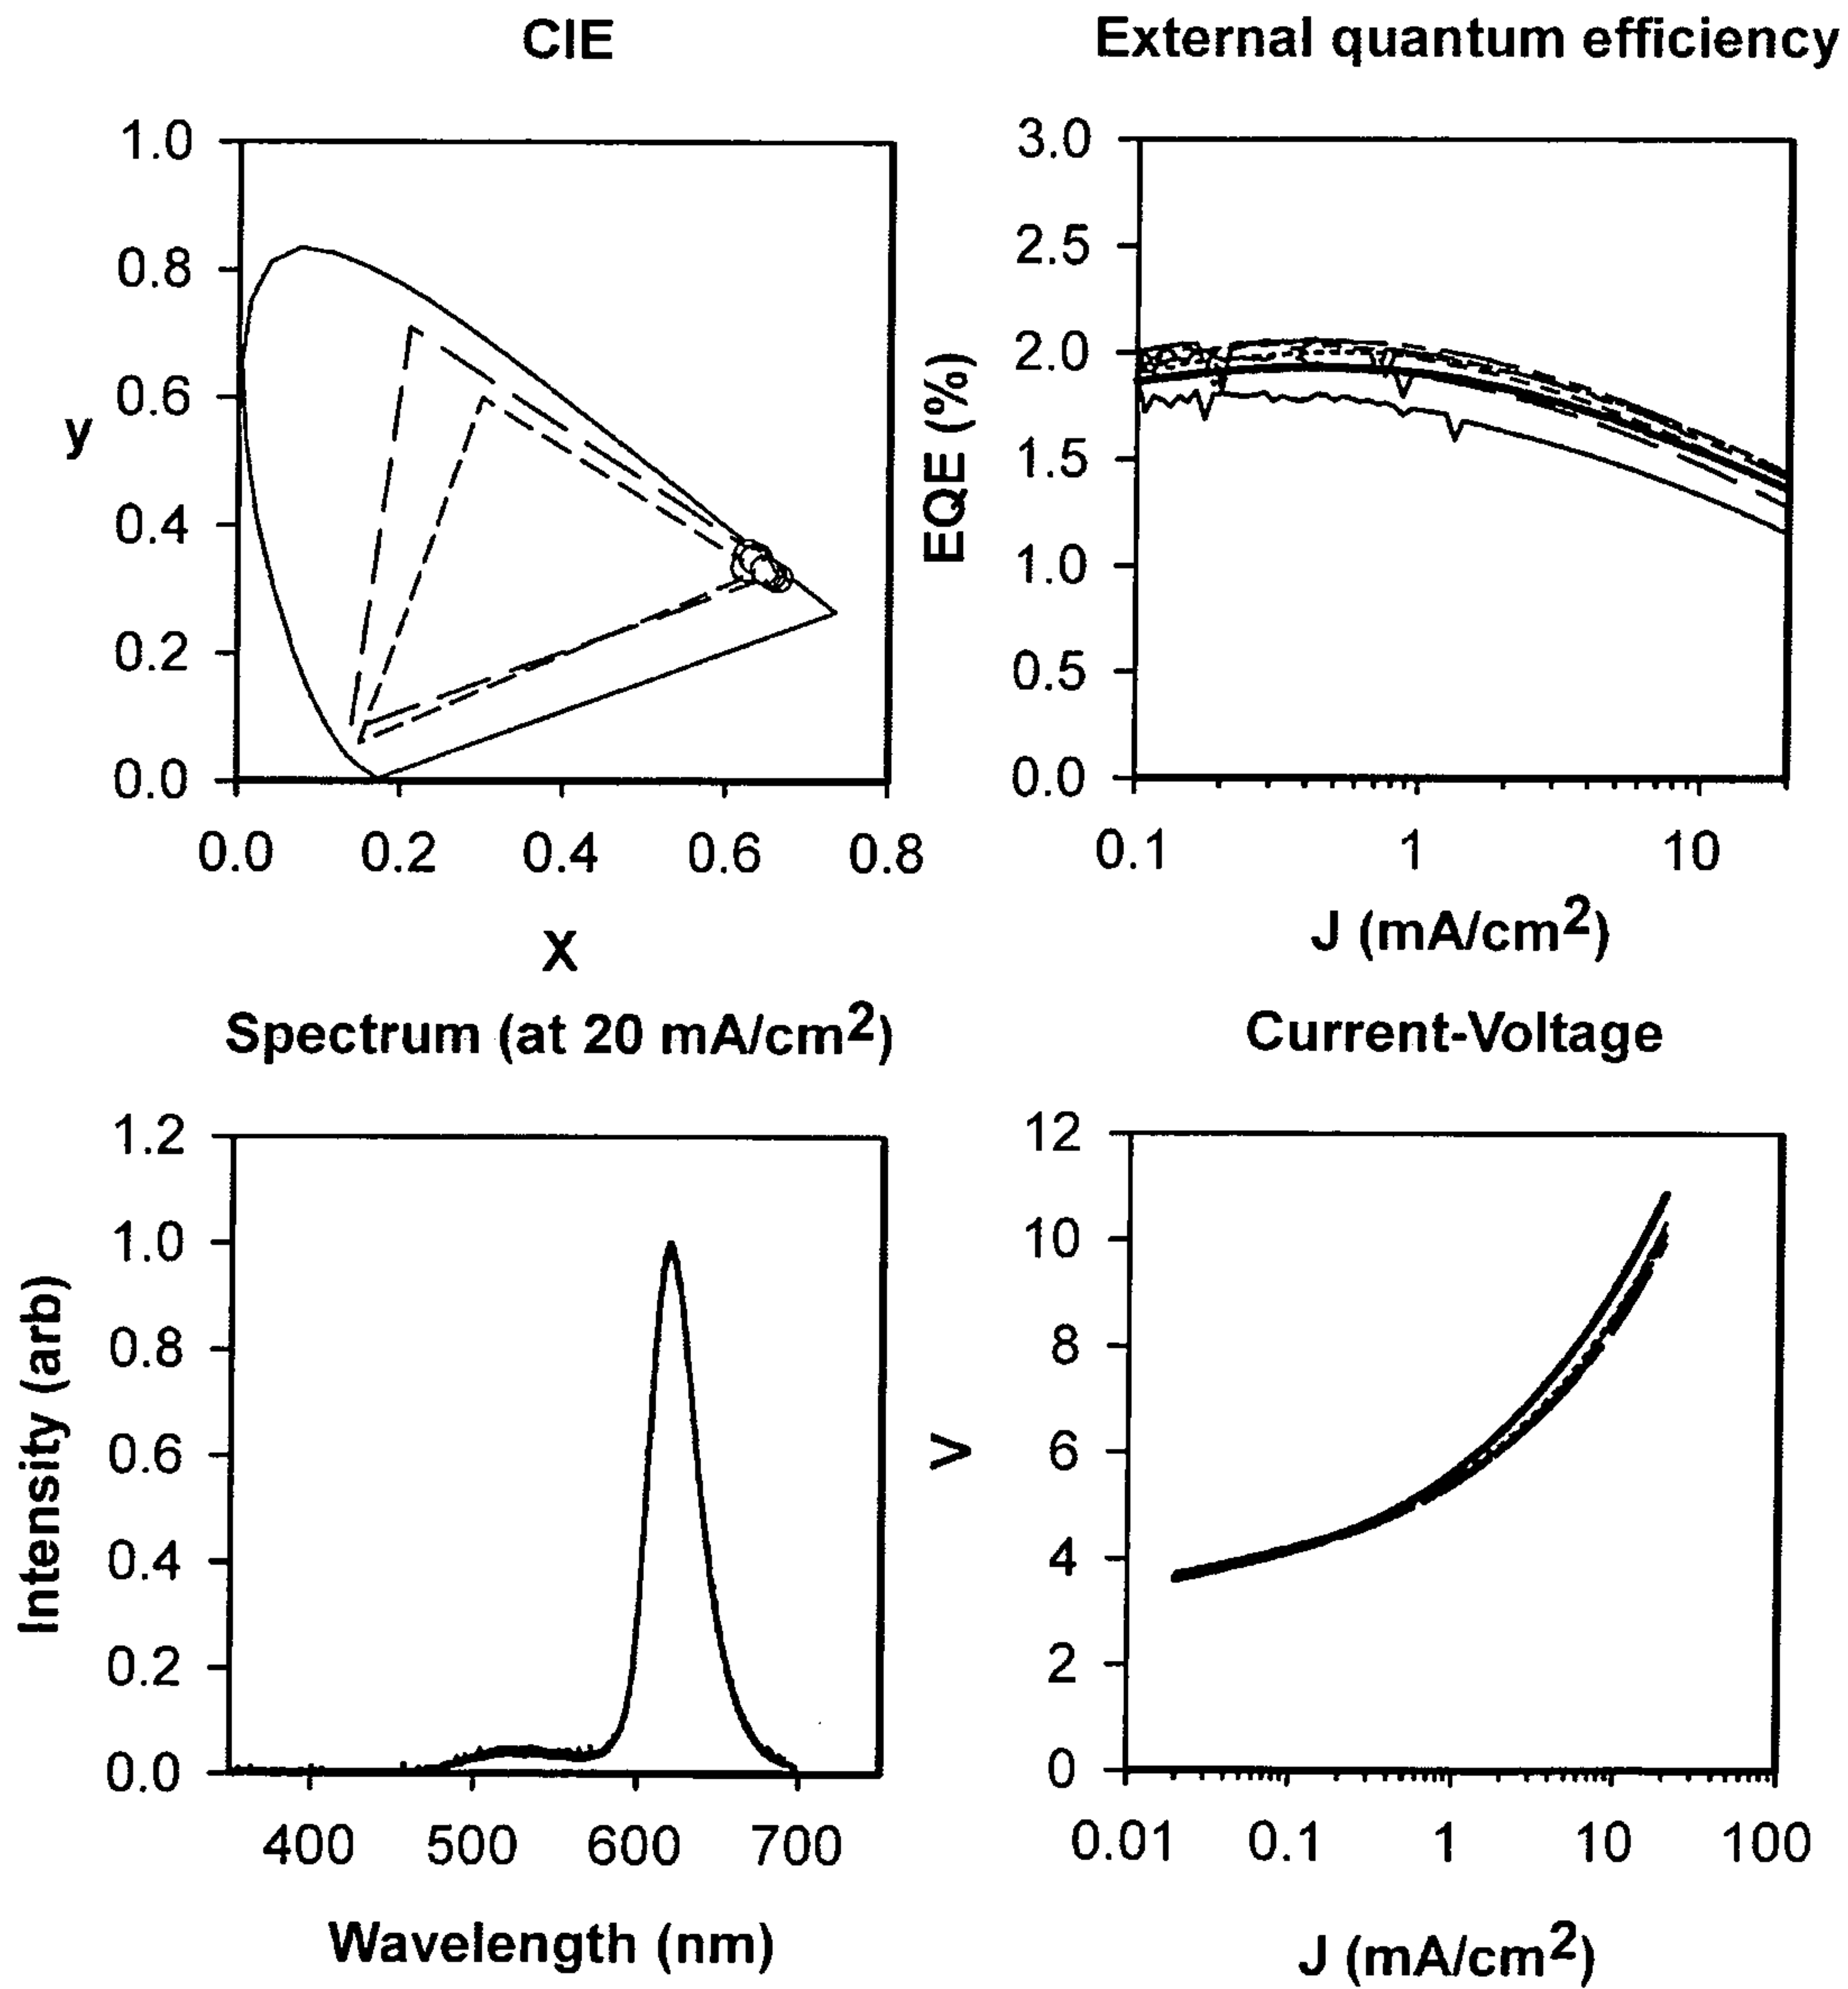 CIE
1.0
0.8
0.6
0.4
0.2
0.0
y
0.0 0.2 0.4 0.6 0.8
X
External quantum efficiency
3.0
2.5
2.0
1.5
1.0
0.5
0.0
EQE (%)
0.1 1 10
J (mA/cm2)
Spectrum (at 20 mA/cm2)
1.2
1.0
0.8
0.6
0.4
0.2
0.0
Intensity (arb)
400 500 600 700
Wavelength (nm)
Current-Voltage
12
10
8
6
4
2
0
V
0.01 0.1 1 10 100
J (mA/cm2)